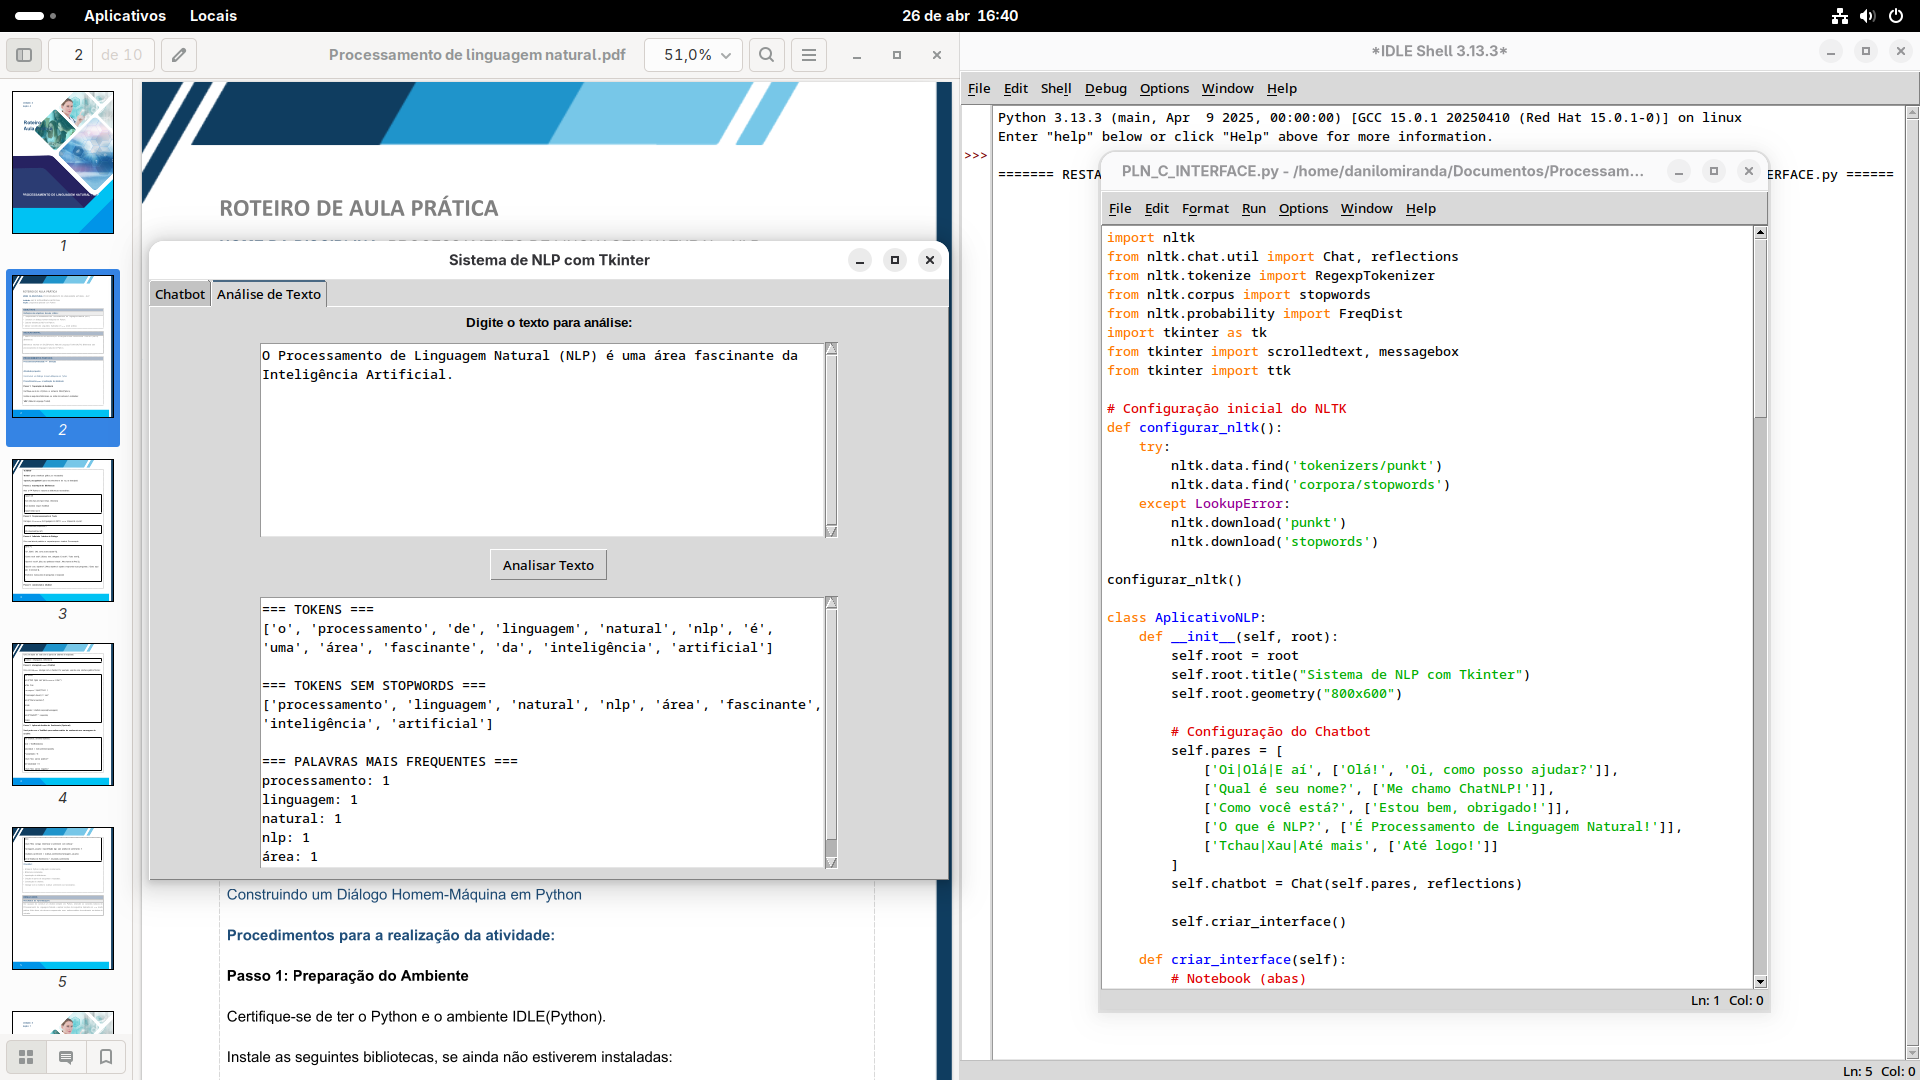 Aplicativos Locais
26 de abr 16:40
2 de 10
Processamento de linguagem natural.pdf
51,0%
1
2
3
4
5
ROTEIRO DE AULA PRÁTICA
Sistema de NLP com Tkinter
Chatbot Análise de Texto
Digite o texto para análise:
O Processamento de Linguagem Natural (NLP) é uma área fascinante da
Inteligência Artificial.
Analisar Texto
=== TOKENS ===
['o', 'processamento', 'de', 'linguagem', 'natural', 'nlp', 'é',
'uma', 'área', 'fascinante', 'da', 'inteligência', 'artificial']
=== TOKENS SEM STOPWORDS ===
['processamento', 'linguagem', 'natural', 'nlp', 'área', 'fascinante',
'inteligência', 'artificial']
=== PALAVRAS MAIS FREQUENTES ===
processamento: 1
linguagem: 1
natural: 1
nlp: 1
área: 1
Construindo um Diálogo Homem-Máquina em Python
Procedimentos para a realização da atividade:
Passo 1: Preparação do Ambiente
Certifique-se de ter o Python e o ambiente IDLE(Python).
Instale as seguintes bibliotecas, se ainda não estiverem instaladas:
*IDLE Shell 3.13.3*
File Edit Shell Debug Options Window Help
Python 3.13.3 (main, Apr  9 2025, 00:00:00) [GCC 15.0.1 20250410 (Red Hat 15.0.1-0)] on linux
Enter "help" below or click "Help" above for more information.
>>>
======= RESTA
ERFACE.py ======
PLN_C_INTERFACE.py - /home/danilomiranda/Documentos/Processam...
File Edit Format Run Options Window Help
import nltk
from nltk.chat.util import Chat, reflections
from nltk.tokenize import RegexpTokenizer
from nltk.corpus import stopwords
from nltk.probability import FreqDist
import tkinter as tk
from tkinter import scrolledtext, messagebox
from tkinter import ttk
# Configuração inicial do NLTK
def configurar_nltk():
    try:
        nltk.data.find('tokenizers/punkt')
        nltk.data.find('corpora/stopwords')
    except LookupError:
        nltk.download('punkt')
        nltk.download('stopwords')
configurar_nltk()
class AplicativoNLP:
    def __init__(self, root):
        self.root = root
        self.root.title("Sistema de NLP com Tkinter")
        self.root.geometry("800x600")
        # Configuração do Chatbot
        self.pares = [
            ['Oi|Olá|E aí', ['Olá!', 'Oi, como posso ajudar?']],
            ['Qual é seu nome?', ['Me chamo ChatNLP!']],
            ['Como você está?', ['Estou bem, obrigado!']],
            ['O que é NLP?', ['É Processamento de Linguagem Natural!']],
            ['Tchau|Xau|Até mais', ['Até logo!']]
        ]
        self.chatbot = Chat(self.pares, reflections)
        self.criar_interface()
    def criar_interface(self):
        # Notebook (abas)
Ln: 1 Col: 0
Ln: 5 Col: 0